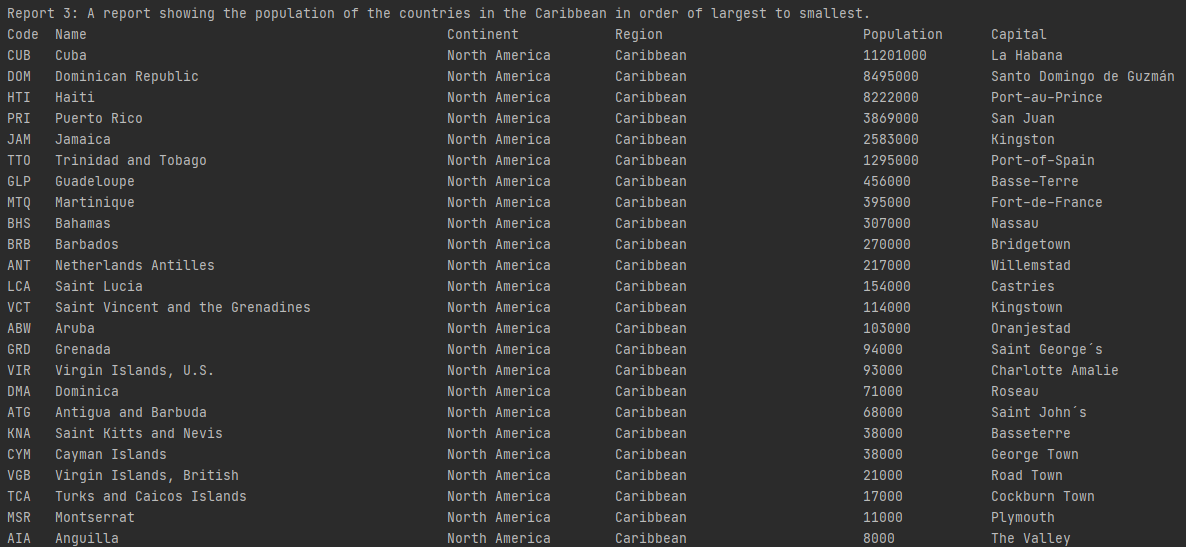 Report 3: A report showing the population of the countries in the Caribbean in order of largest to smallest.
Code Name Continent Region Population Capital
CUB Cuba North America Caribbean 11201000 La Habana
DOM Dominican Republic North America Caribbean 8495000 Santo Domingo de Guzmán
HTI Haiti North America Caribbean 8222000 Port-au-Prince
PRI Puerto Rico North America Caribbean 3869000 San Juan
JAM Jamaica North America Caribbean 2583000 Kingston
TTO Trinidad and Tobago North America Caribbean 1295000 Port-of-Spain
GLP Guadeloupe North America Caribbean 456000 Basse-Terre
MTQ Martinique North America Caribbean 395000 Fort-de-France
BHS Bahamas North America Caribbean 307000 Nassau
BRB Barbados North America Caribbean 270000 Bridgetown
ANT Netherlands Antilles North America Caribbean 217000 Willemstad
LCA Saint Lucia North America Caribbean 154000 Castries
VCT Saint Vincent and the Grenadines North America Caribbean 114000 Kingstown
ABW Aruba North America Caribbean 103000 Oranjestad
GRD Grenada North America Caribbean 94000 Saint George´s
VIR Virgin Islands, U.S. North America Caribbean 93000 Charlotte Amalie
DMA Dominica North America Caribbean 71000 Roseau
ATG Antigua and Barbuda North America Caribbean 68000 Saint John´s
KNA Saint Kitts and Nevis North America Caribbean 38000 Basseterre
CYM Cayman Islands North America Caribbean 38000 George Town
VGB Virgin Islands, British North America Caribbean 21000 Road Town
TCA Turks and Caicos Islands North America Caribbean 17000 Cockburn Town
MSR Montserrat North America Caribbean 11000 Plymouth
AIA Anguilla North America Caribbean 8000 The Valley